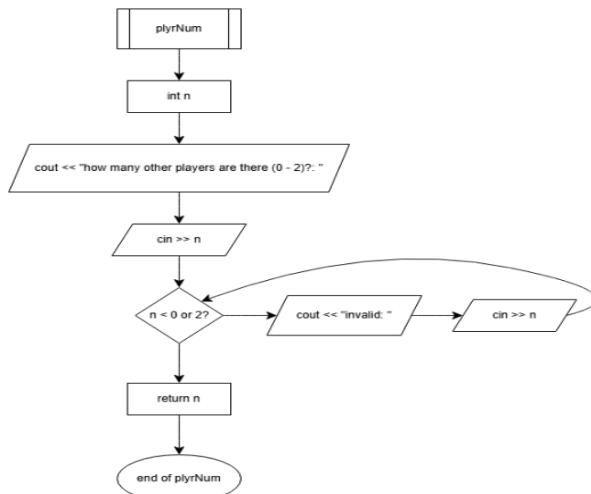 plyrNum
int n
cout << "how many other players are there (0 - 2)?: "
cin >> n
n < 0 or 2?
cout <<"invalid: "
cin >> n
return n
end of plyrNum